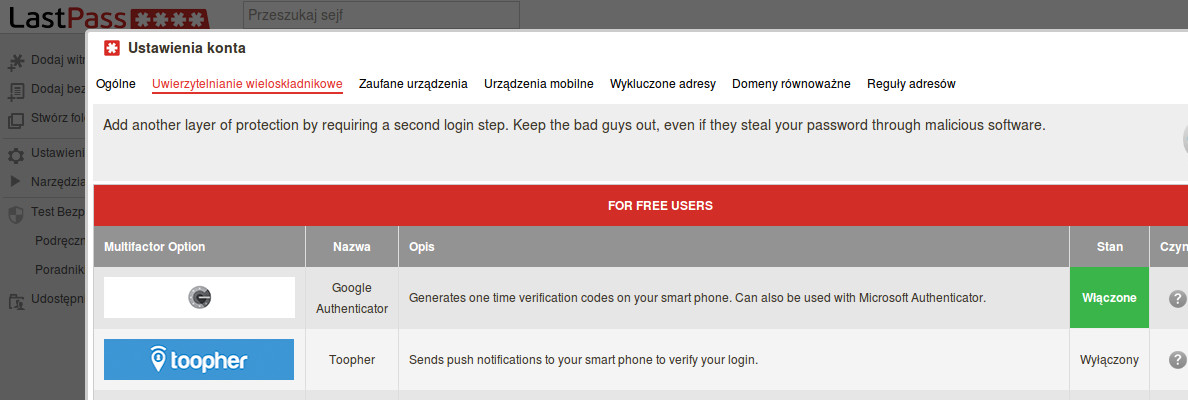 LastPass ****
Przeszukaj sejf
Dodaj
Dodaj
Stwórz
Ustawieni
Narzędzia
Test
Podręczn
Poradnik
Udostępn
Ustawienia konta
Ogólne Uwierzytelnianie wieloskładnikowe Zaufane urządzenia Urządzenia mobilne Wykluczone adresy Domeny równoważne Reguły adresów
Add another layer of protection by requiring a second login step. Keep the bad guys out, even if they steal your password through malicious software.
FOR FREE USERS
Multifactor Option Nazwa Opis Stan Czyn
Google
Authenticator
Generates one time verification codes on your smart phone. Can also be used with Microsoft Authenticator.
Włączone
?
toopher
Toopher
Sends push notifications to your smart phone to verify your login.
Wyłączony
?